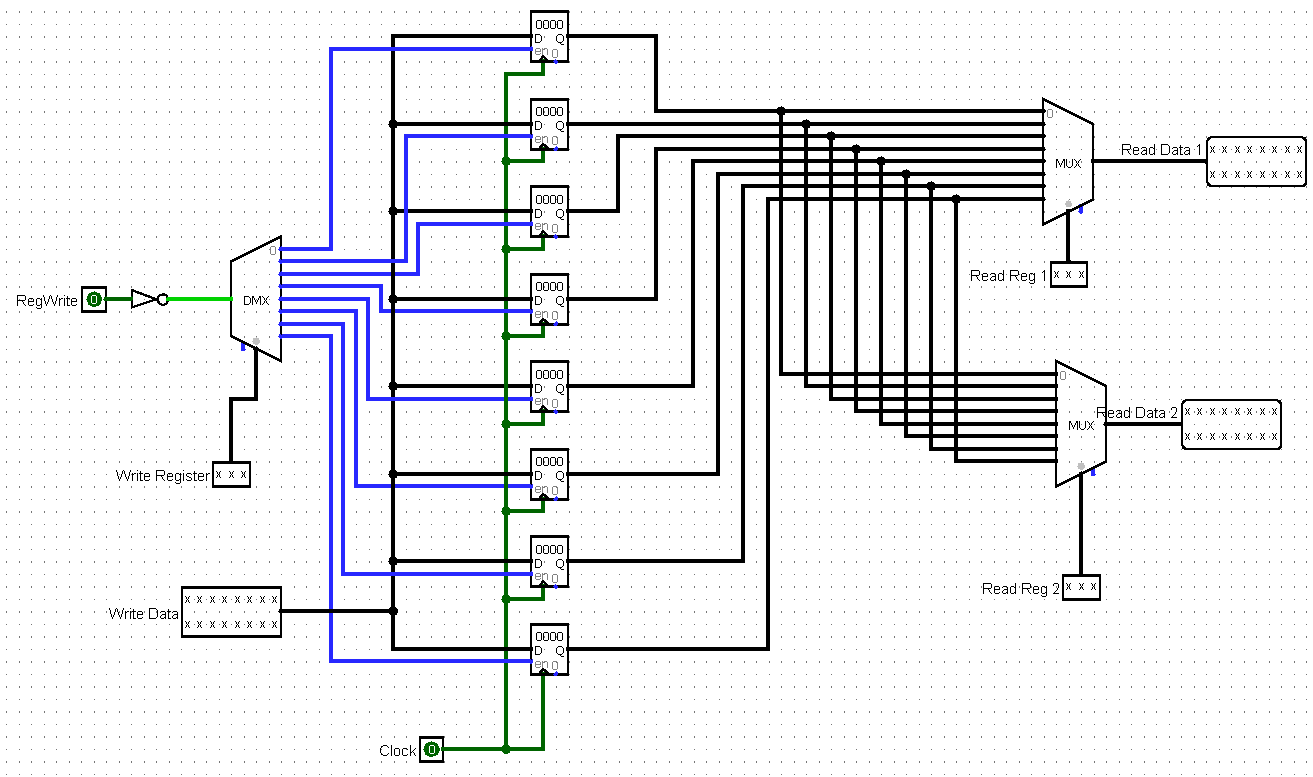 0000
D Q
en 0
0000
D Q
en 0
0
MUX
Read Data 1
x x x x x x x x
x x x x x x x x
0000
D Q
en 0
Read Reg 1
x x x
0
DMX
RegWrite
0
0000
D Q
en 0
0000
D Q
en 0
0
MUX
Read Data 2
x x x x x x x x
x x x x x x x x
Write Register
x x x
0000
D Q
en 0
0000
D Q
en 0
Read Reg 2
x x x
Write Data
x x x x x x x x
x x x x x x x x
0000
D Q
en 0
Clock
0